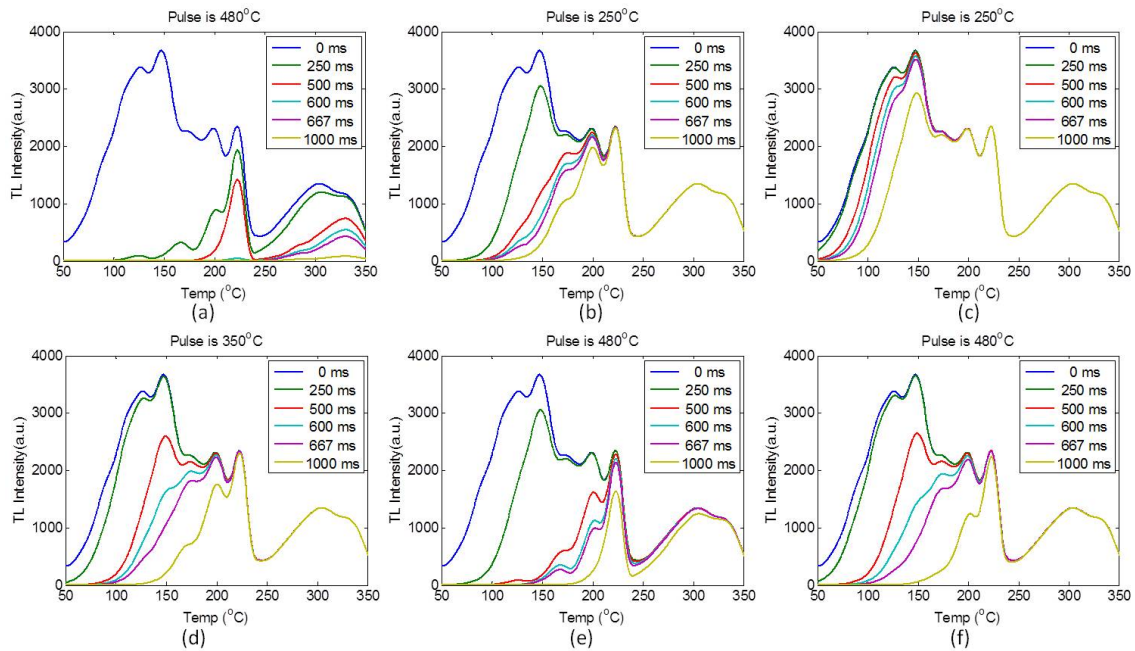 Pulse is 480°C
4000
3000
2000
1000
0
TL Intensity(a.u.)
0 ms
250 ms
500 ms
600 ms
667 ms
1000 ms
50 100 150 200 250 300 350
Temp (°C)
(a)
Pulse is 250°C
4000
3000
2000
1000
0
TL Intensity(a.u.)
0 ms
250 ms
500 ms
600 ms
667 ms
1000 ms
50 100 150 200 250 300 350
Temp (°C)
(b)
Pulse is 250°C
4000
3000
2000
1000
0
TL Intensity(a.u.)
0 ms
250 ms
500 ms
600 ms
667 ms
1000 ms
50 100 150 200 250 300 350
Temp (°C)
(c)
Pulse is 350°C
4000
3000
2000
1000
0
TL Intensity(a.u.)
0 ms
250 ms
500 ms
600 ms
667 ms
1000 ms
50 100 150 200 250 300 350
Temp (°C)
(d)
Pulse is 480°C
4000
3000
2000
1000
0
TL Intensity(a.u.)
0 ms
250 ms
500 ms
600 ms
667 ms
1000 ms
50 100 150 200 250 300 350
Temp (°C)
(e)
Pulse is 480°C
4000
3000
2000
1000
0
TL Intensity(a.u.)
0 ms
250 ms
500 ms
600 ms
667 ms
1000 ms
50 100 150 200 250 300 350
Temp (°C)
(f)